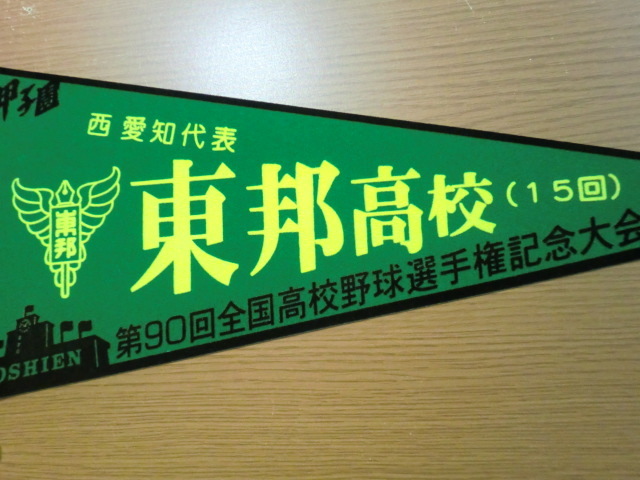 甲子園
西愛知代表
東邦高校(15回)
東邦
第90回全国高校野球選手権記念大会
OSHIEN